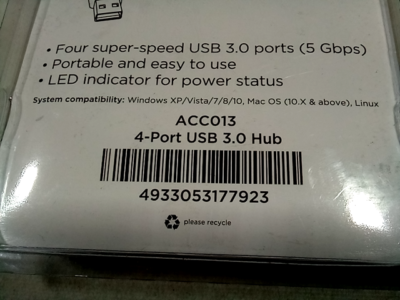 • Four super-speed USB 3.0 ports (5 Gbps)
• Portable and easy to use
• LED indicator for power status
System compatibility: Windows XP/Vista/7/8/10, Mac OS (10.X & above), Linux
ACC013
4-Port USB 3.0 Hub
4933053177923
please recycle